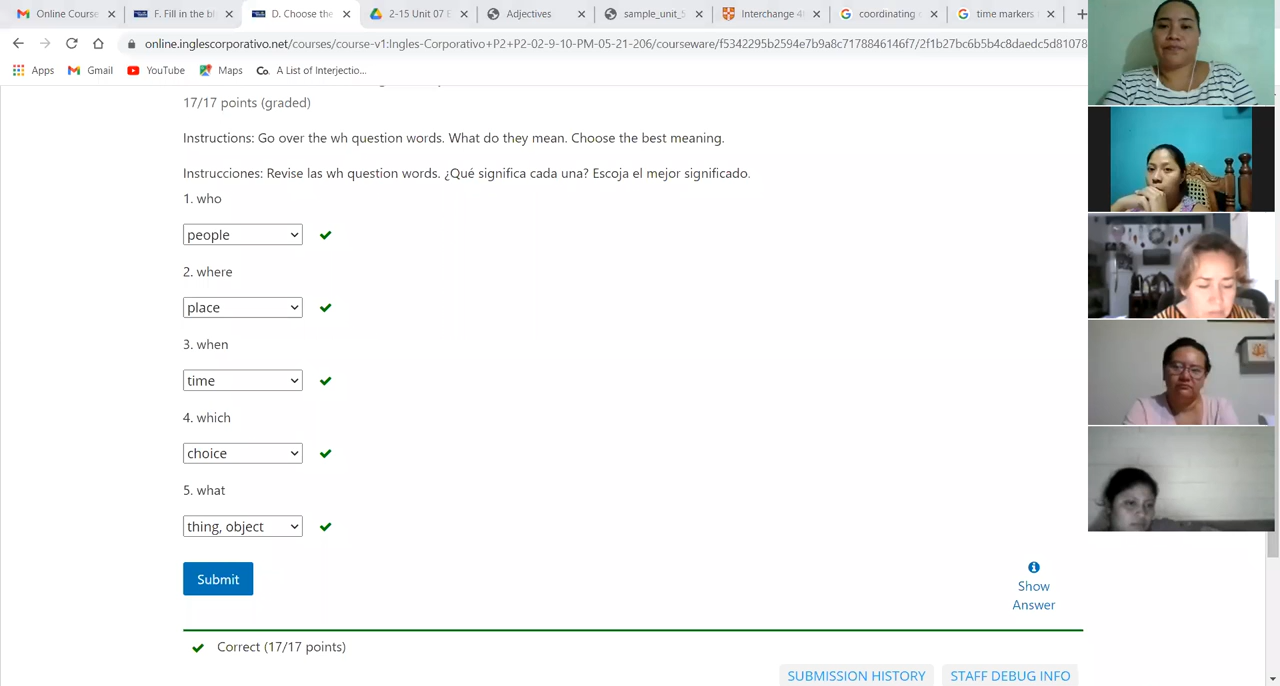 Online Course
F. Fill in the bl
D. Choose the
2-15 Unit 07 E
Adjectives
sample_unit_5
Interchange 4
coordinating
time markers
online.inglescorporativo.net/courses/course-v1:Ingles-Corporativo+P2+P2-02-9-10-PM-05-21-206/courseware/f5342295b2594e7b9a8c7178846146f7/2f1b27bc6b5b4c8daedc5d81078
Apps
Gmail
YouTube
Maps
Co. A List of Interjectio...
17/17 points (graded)
Instructions: Go over the wh question words. What do they mean. Choose the best meaning.
Instrucciones: Revise las wh question words. ¿Qué significa cada una? Escoja el mejor significado.
1. who
people
2. where
place
3. when
time
4. which
choice
5. what
thing, object
Submit
Show
Answer
Correct (17/17 points)
SUBMISSION HISTORY
STAFF DEBUG INFO